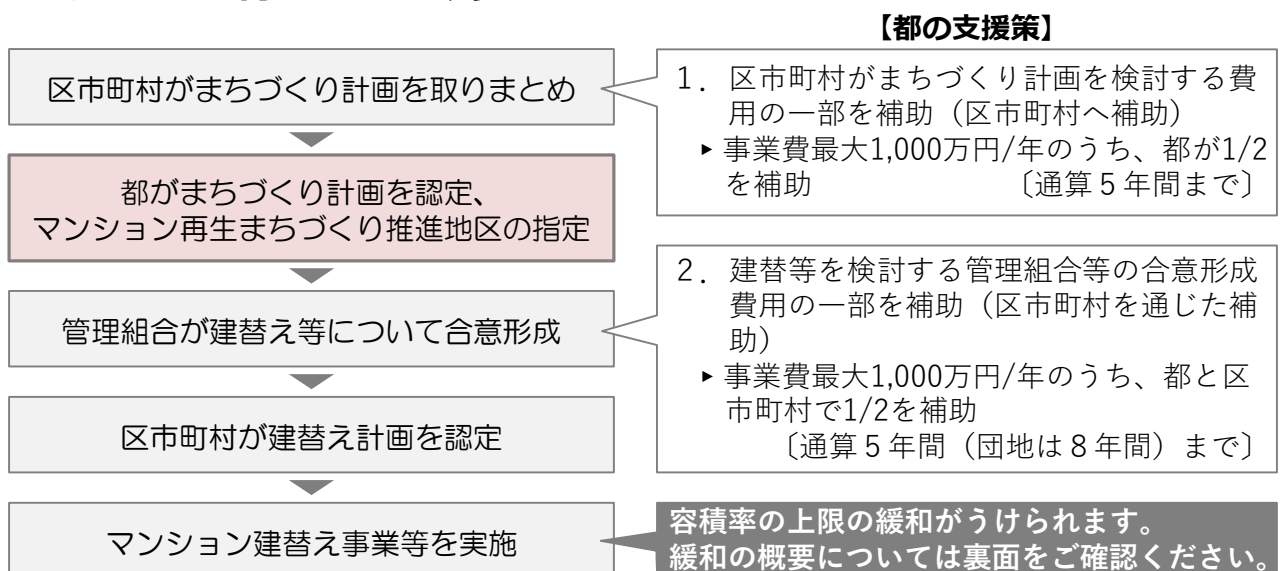 【都の支援策】
区市町村がまちづくり計画を取りまとめ
1．区市町村がまちづくり計画を検討する費
用の一部を補助（区市町村へ補助）
▸事業費最大1,000万円/年のうち、都が1/2
を補助　〔通算５年間まで〕
都がまちづくり計画を認定、
マンション再生まちづくり推進地区の指定
管理組合が建替え等について合意形成
2．建替等を検討する管理組合等の合意形成
費用の一部を補助（区市町村を通じた補
助）
▸事業費最大1,000万円/年のうち、都と区
市町村で1/2を補助
〔通算５年間（団地は８年間）まで〕
区市町村が建替え計画を認定
マンション建替え事業等を実施
容積率の上限の緩和がうけられます。
緩和の概要については裏面をご確認ください。